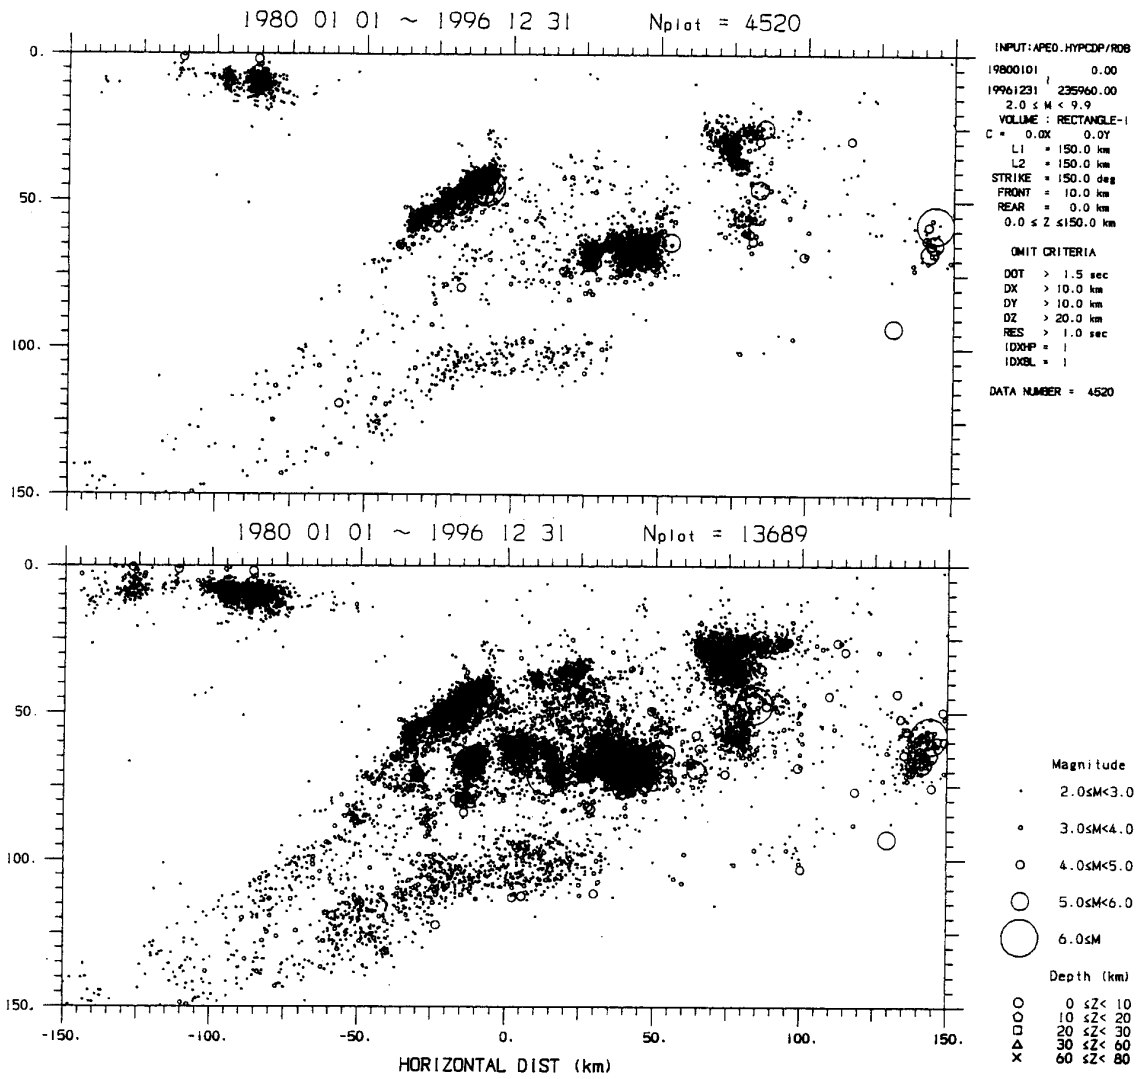 1980 01 01 ~ 1996 12 31 Nplot = 4520
0.
50.
100.
150.
INPUT:APE0.HYPCDP/RDB
19800101 0.00
~
19961231 235960.00
2.0 ≤ M < 9.9
VOLUME : RECTANGLE-1
C = 0.0X 0.0Y
L1 = 150.0 km
L2 = 150.0 km
STRIKE = 150.0 deg
FRONT = 10.0 km
REAR = 0.0 km
0.0 ≤ Z ≤150.0 km
OMIT CRITERIA
DOT > 1.5 sec
DX > 10.0 km
DY > 10.0 km
DZ > 20.0 km
RES > 1.0 sec
IDXHP = 1
IDXBL = 1
DATA NUMBER = 4520
1980 01 01 ~ 1996 12 31 Nplot = 13689
0.
50.
100.
150.
-150. -100. -50. 0. 50. 100. 150.
HORIZONTAL DIST (km)
Magnitude
2.0≤M<3.0
3.0≤M<4.0
4.0≤M<5.0
5.0≤M<6.0
6.0≤M
Depth (km)
0 ≤Z< 10
10 ≤Z< 20
20 ≤Z< 30
30 ≤Z< 60
60 ≤Z< 80